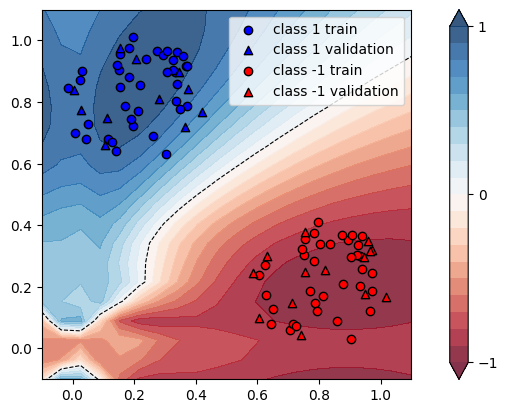 class 1 train
class 1 validation
class -1 train
class -1 validation
1.0
0.8
0.6
0.4
0.2
0.0
0.0 0.2 0.4 0.6 0.8 1.0
1
0
−1